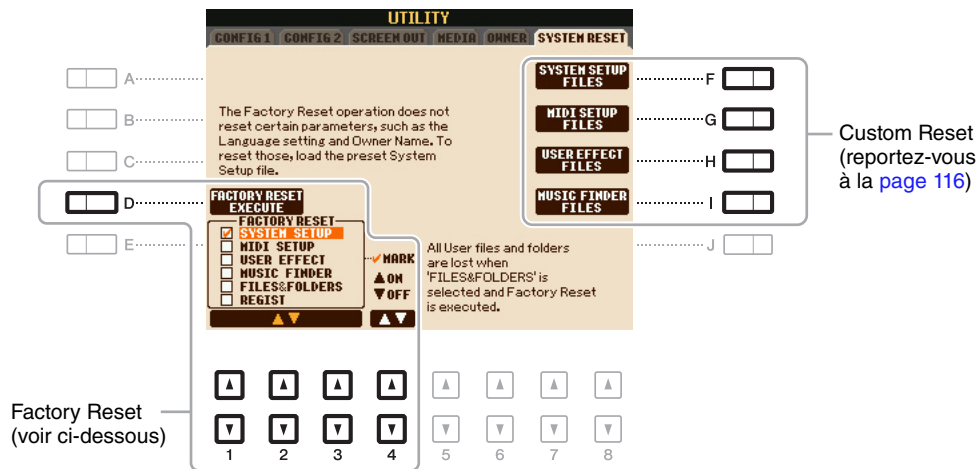 UTILITY
CONFIG 1 CONFIG 2 SCREEN OUT MEDIA OWNER SYSTEM RESET
A
B
C
D
E
The Factory Reset operation does not
reset certain parameters, such as the
Language setting and Owner Name. To
reset those, load the preset System
Setup file.
FACTORY RESET
EXECUTE
FACTORY RESET
SYSTEM SETUP
MIDI SETUP
USER EFFECT
MUSIC FINDER
FILES&FOLDERS
REGIST
MARK
▲ON
▼OFF
▲▼
▲▼
SYSTEM SETUP
FILES
MIDI SETUP
FILES
USER EFFECT
FILES
MUSIC FINDER
FILES
All User files and folders
are lost when
'FILES&FOLDERS' is
selected and Factory Reset
is executed.
F
G
H
I
J
Custom Reset
(reportez-vous
à la page 116)
Factory Reset
(voir ci-dessous)
1 2 3 4 5 6 7 8